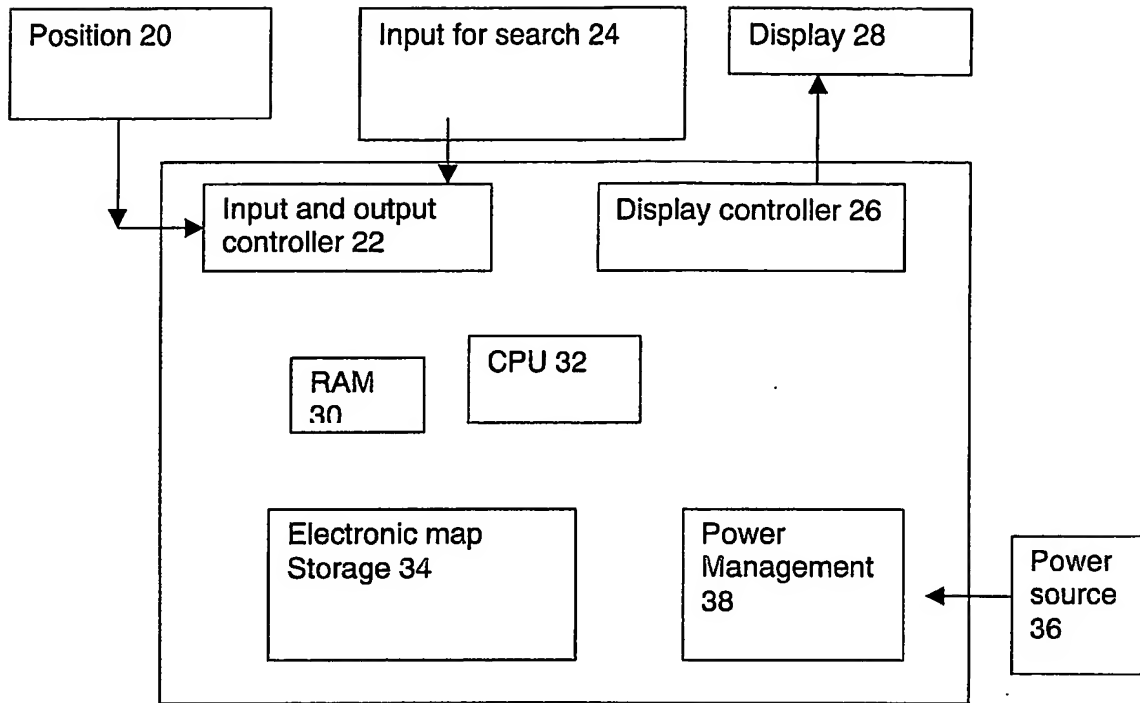 Position 20
Input for search 24
Display 28
Input and output
controller 22
Display controller 26
RAM
30
CPU 32
Electronic map
Storage 34
Power
Management
38
Power
source
36